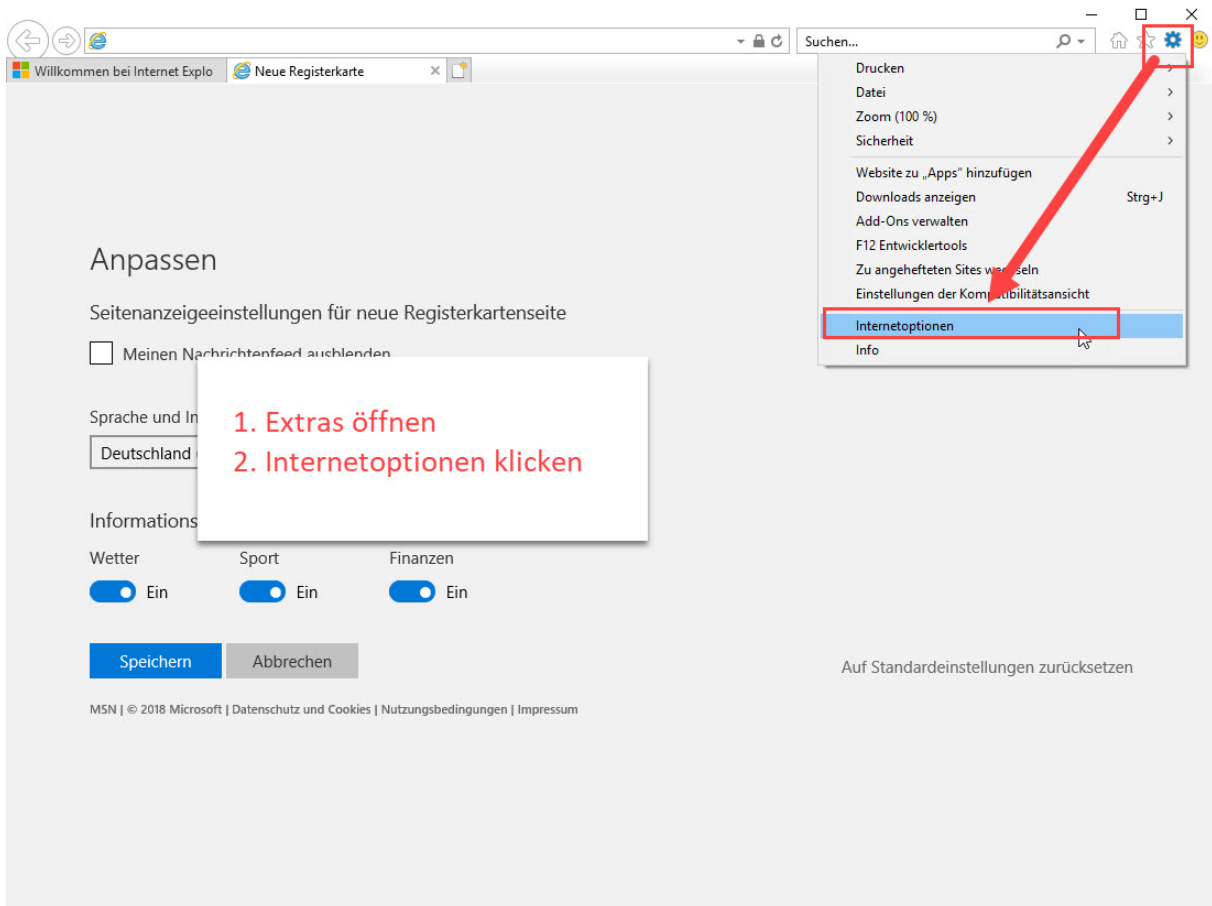 Suchen...
Willkommen bei Internet Explo
Neue Registerkarte
Drucken
Datei
Zoom (100 %)
Sicherheit
Website zu „Apps“ hinzufügen
Downloads anzeigen Strg+J
Add-Ons verwalten
F12 Entwicklertools
Zu angehefteten Sites wechseln
Einstellungen der Kompatibilitätsansicht
Internetoptionen
Info
Anpassen
Seitenanzeigeeinstellungen für neue Registerkartenseite
Meinen Nachrichtenfeed ausblenden
Sprache und In
Deutschland
1. Extras öffnen
2. Internetoptionen klicken
Informations
Wetter Sport Finanzen
Ein Ein Ein
Speichern Abbrechen
Auf Standardeinstellungen zurücksetzen
MSN | © 2018 Microsoft | Datenschutz und Cookies | Nutzungsbedingungen | Impressum